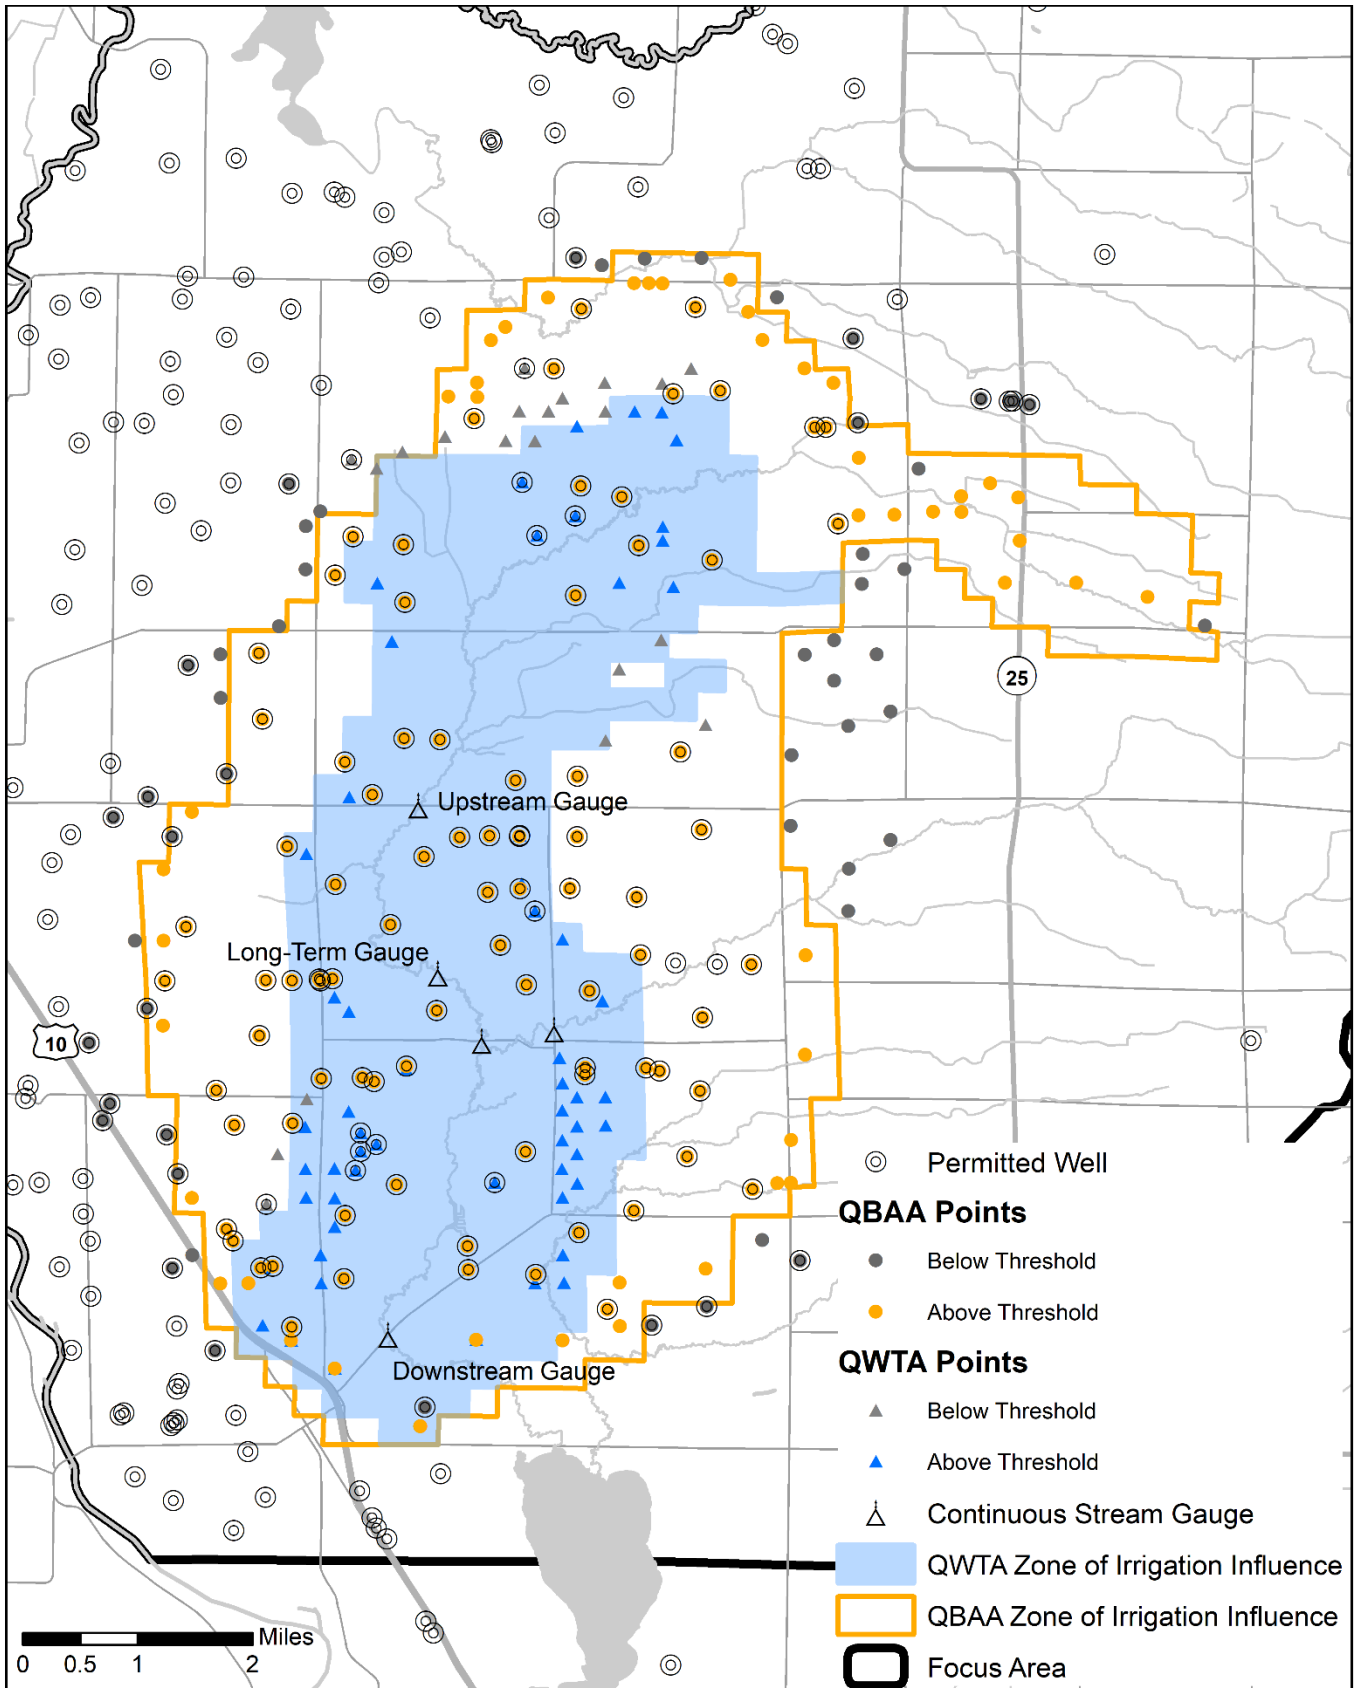 25
Upstream Gauge
Long-Term Gauge
10
Permitted Well
QBAA Points
Below Threshold
Above Threshold
QWTA Points
Below Threshold
Above Threshold
Downstream Gauge
Continuous Stream Gauge
QWTA Zone of Irrigation Influence
QBAA Zone of Irrigation Influence
Focus Area
Miles
0 0.5 1 2